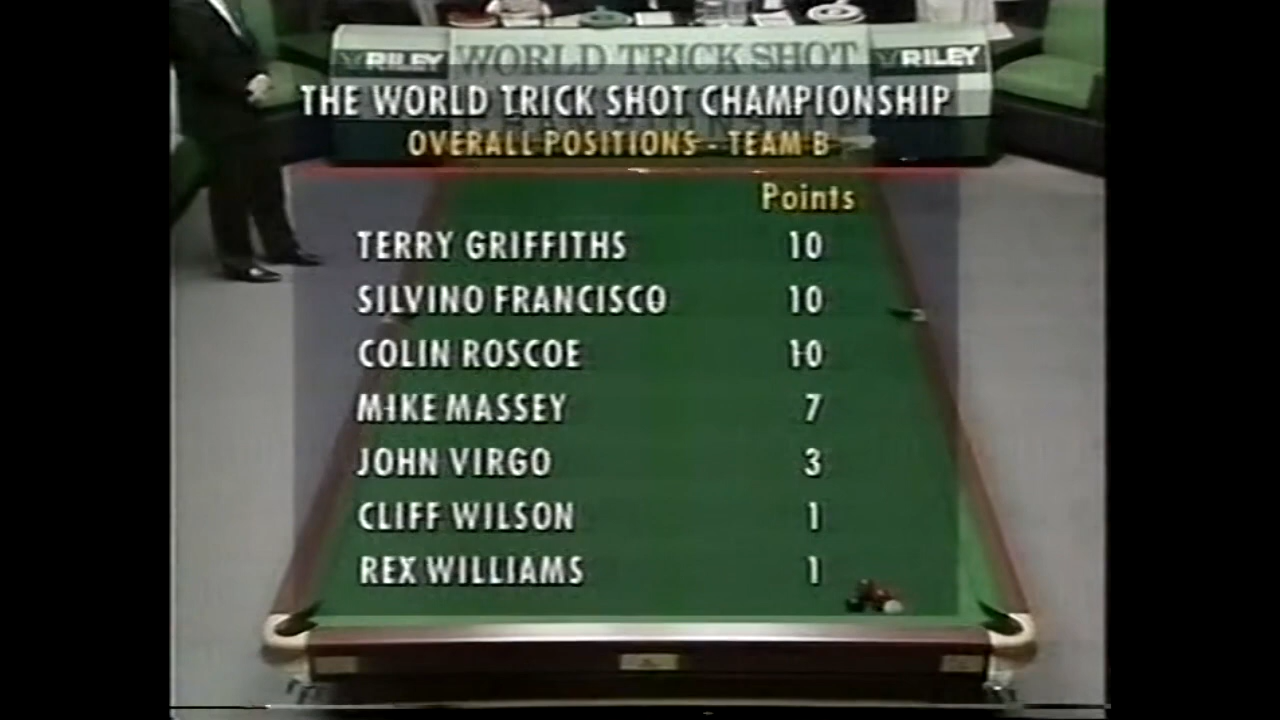 RILEY WORLD TRICK SHOT RILEY
THE WORLD TRICK SHOT CHAMPIONSHIP
OVERALL POSITIONS - TEAM B
Points
TERRY GRIFFITHS 10
SILVINO FRANCISCO 10
COLIN ROSCOE 10
MIKE MASSEY 7
JOHN VIRGO 3
CLIFF WILSON 1
REX WILLIAMS 1